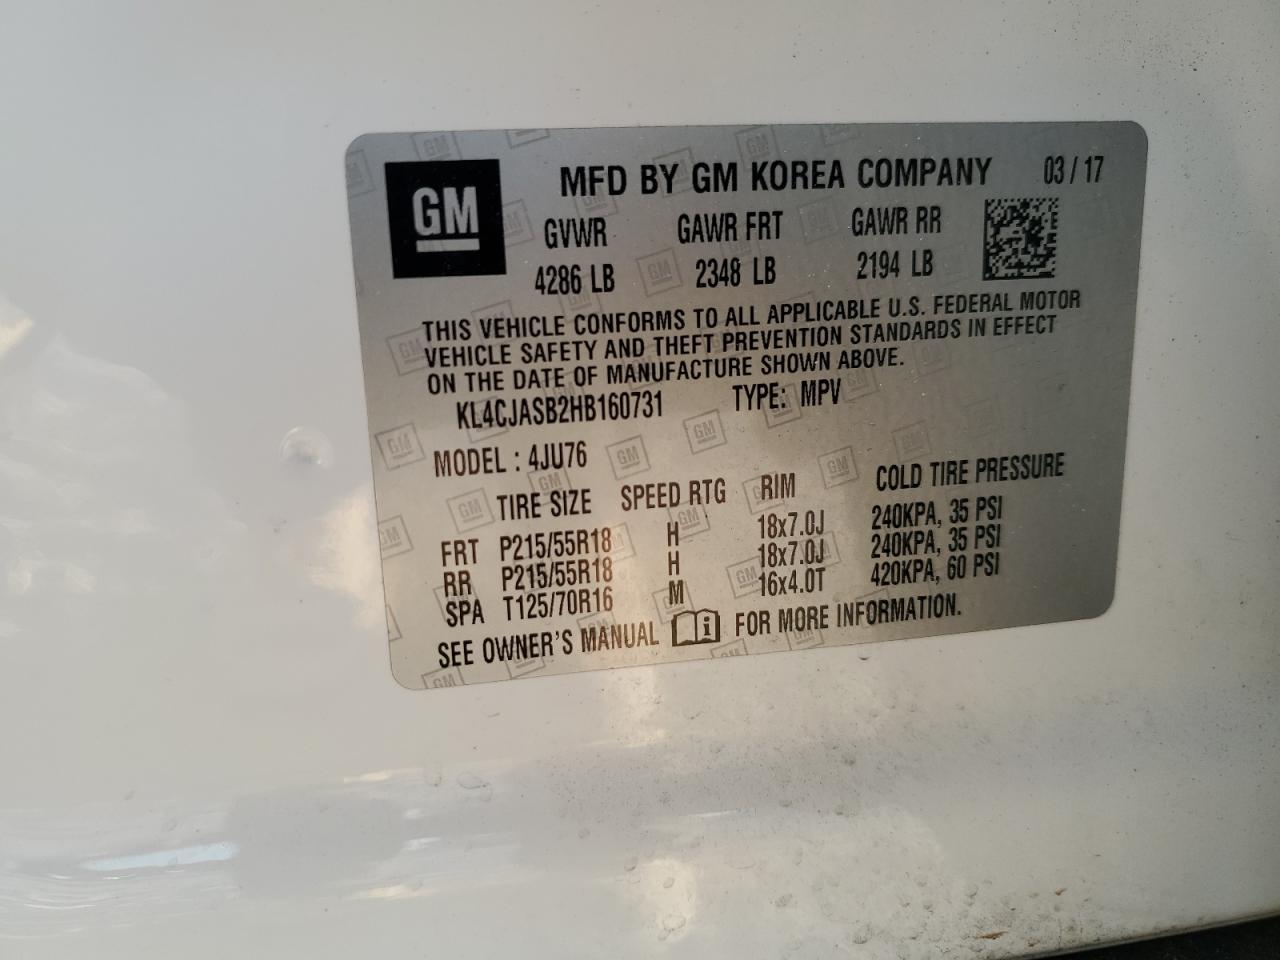 GM
MFD BY GM KOREA COMPANY 03/17
GVWR GAWR FRT GAWR RR
4286 LB 2348 LB 2194 LB
THIS VEHICLE CONFORMS TO ALL APPLICABLE U.S. FEDERAL MOTOR
VEHICLE SAFETY AND THEFT PREVENTION STANDARDS IN EFFECT
ON THE DATE OF MANUFACTURE SHOWN ABOVE.
KL4CJASB2HB160731 TYPE: MPV
MODEL : 4JU76
TIRE SIZE SPEED RTG RIM COLD TIRE PRESSURE
FRT P215/55R18 H 18x7.0J 240KPA, 35 PSI
RR P215/55R18 H 18x7.0J 240KPA, 35 PSI
SPA T125/70R16 M 16x4.0T 420KPA, 60 PSI
SEE OWNER'S MANUAL i FOR MORE INFORMATION.